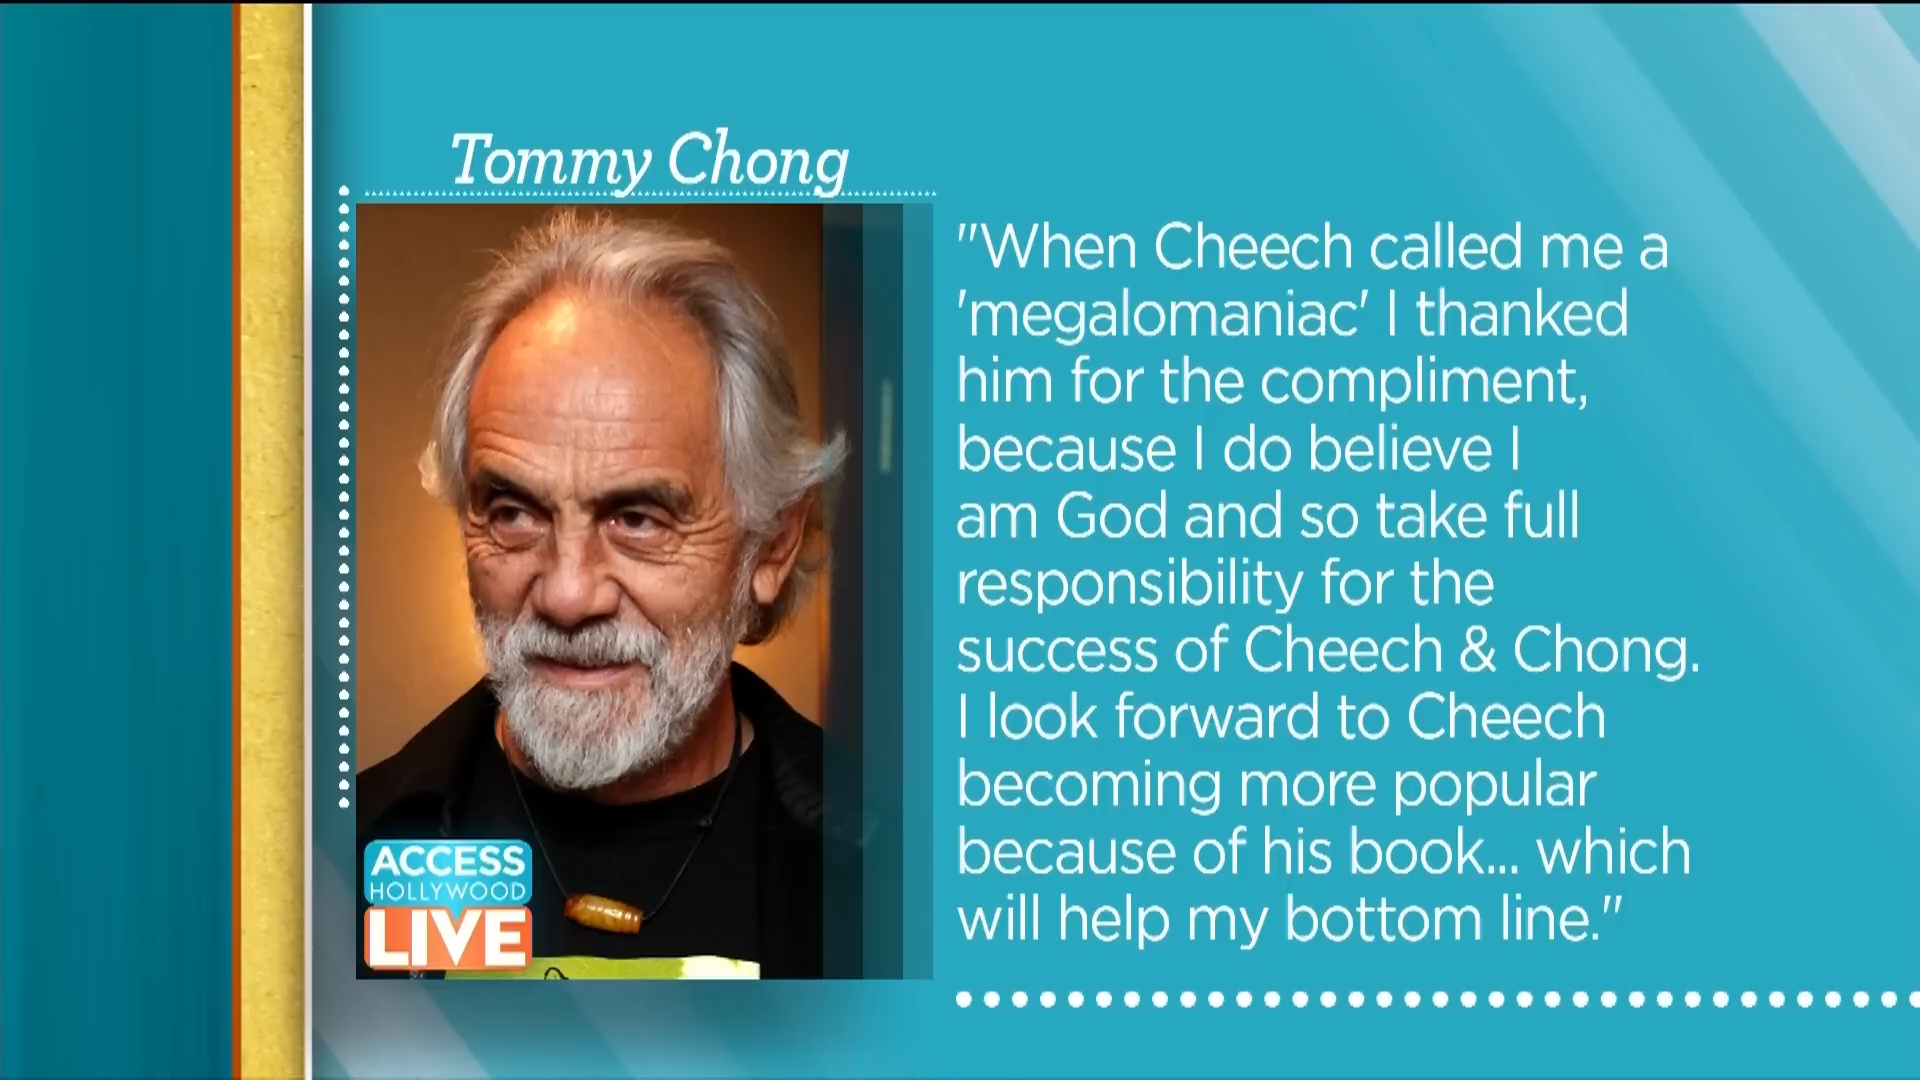 Tommy Chong
"When Cheech called me a
'megalomaniac' I thanked
him for the compliment,
because I do believe I
am God and so take full
responsibility for the
success of Cheech & Chong.
I look forward to Cheech
becoming more popular
because of his book... which
will help my bottom line."
ACCESS
HOLLYWOOD
LIVE